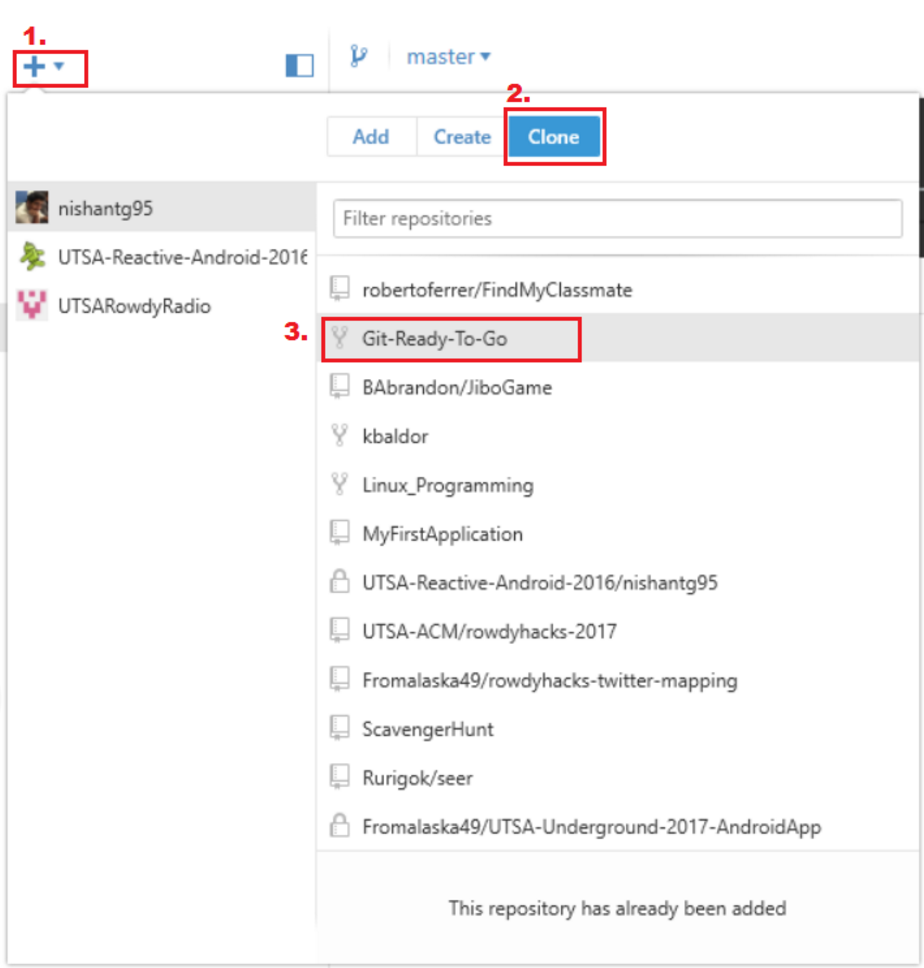 1.
+
master
2.
Add Create Clone
nishantg95
UTSA-Reactive-Android-2016
UTSARowdyRadio
Filter repositories
robertoferrer/FindMyClassmate
3.
Git-Ready-To-Go
BAbrandon/JiboGame
kbaldor
Linux_Programming
MyFirstApplication
UTSA-Reactive-Android-2016/nishantg95
UTSA-ACM/rowdyhacks-2017
Fromalaska49/rowdyhacks-twitter-mapping
ScavengerHunt
Rurigok/seer
Fromalaska49/UTSA-Underground-2017-AndroidApp
This repository has already been added